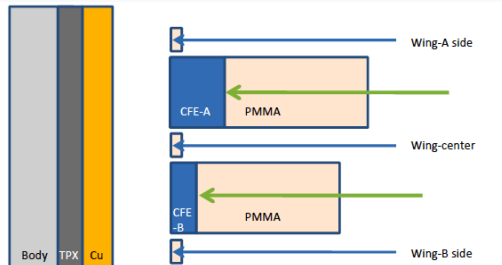 Wing-A side
CFE-A PMMA
Wing-center
CFE
-B
PMMA
Body TPX Cu
Wing-B side